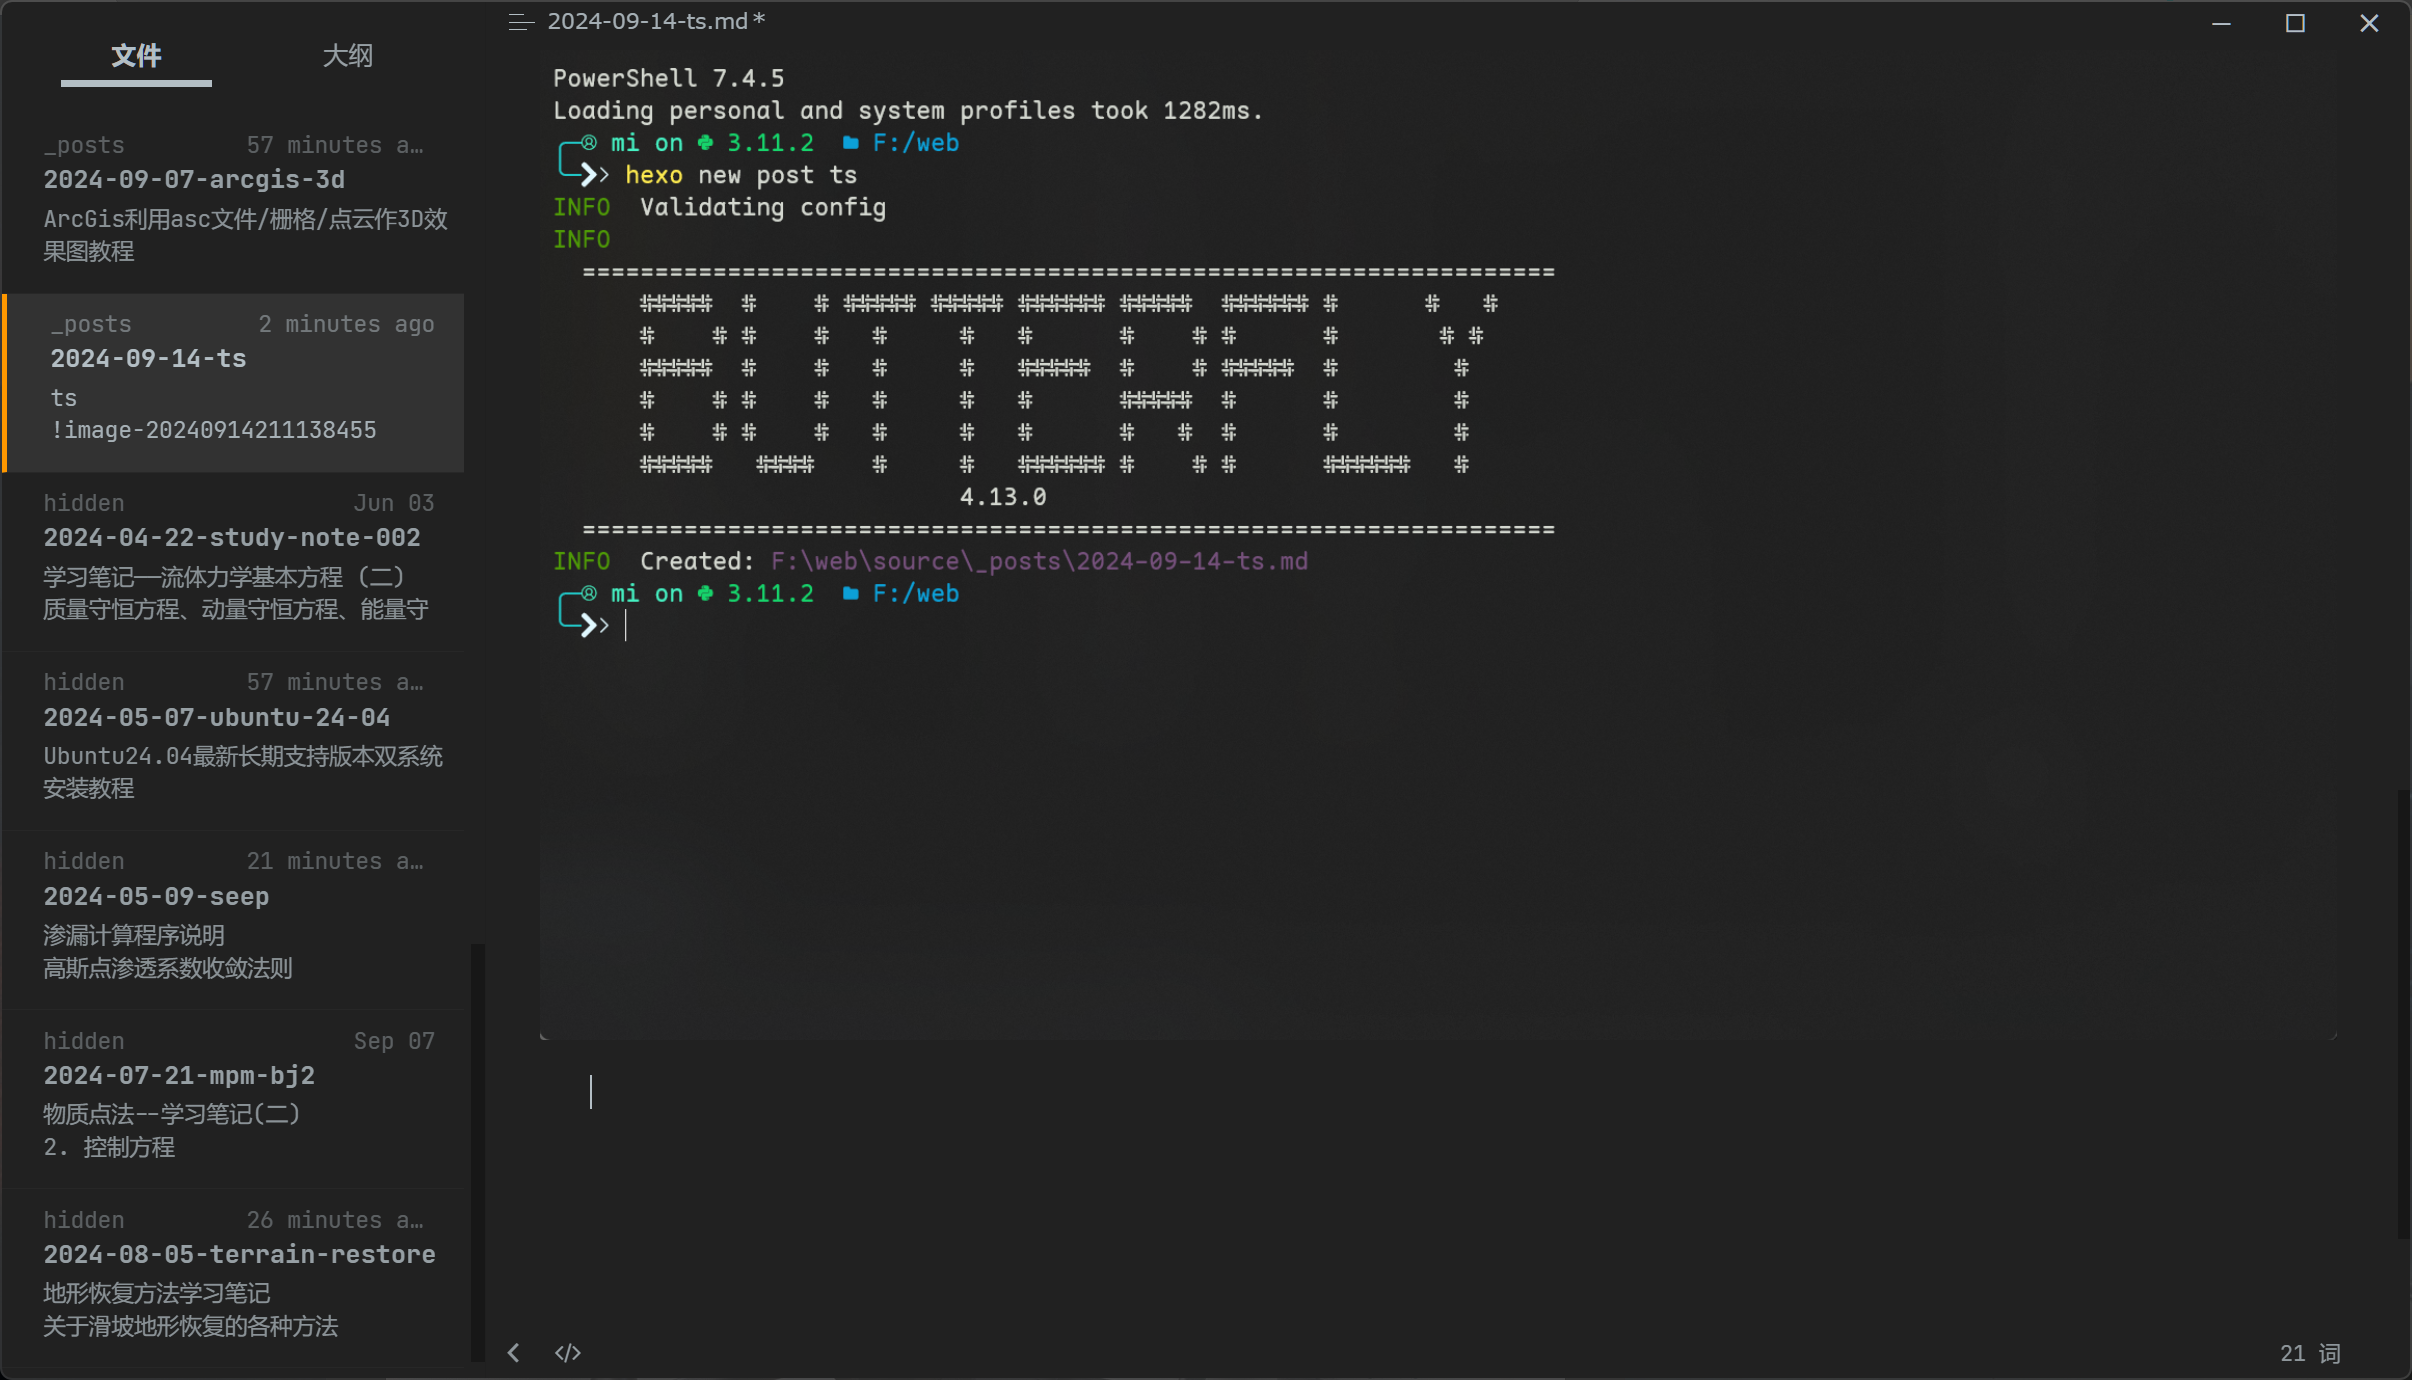 文件
大纲
_posts 57 minutes a…
2024-09-07-arcgis-3d
ArcGis利用asc文件/栅格/点云作3D效
果图教程
_posts 2 minutes ago
2024-09-14-ts
ts
!image-20240914211138455
hidden Jun 03
2024-04-22-study-note-002
学习笔记——流体力学基本方程（二）
质量守恒方程、动量守恒方程、能量守
hidden 57 minutes a…
2024-05-07-ubuntu-24-04
Ubuntu24.04最新长期支持版本双系统
安装教程
hidden 21 minutes a…
2024-05-09-seep
渗漏计算程序说明
高斯点渗透系数收敛法则
hidden Sep 07
2024-07-21-mpm-bj2
物质点法--学习笔记(二)
2. 控制方程
hidden 26 minutes a…
2024-08-05-terrain-restore
地形恢复方法学习笔记
关于滑坡地形恢复的各种方法
2024-09-14-ts.md*
PowerShell 7.4.5
Loading personal and system profiles took 1282ms.
mi on 3.11.2 F:/web
hexo new post ts
INFO  Validating config
INFO
===================================================================
BUTTERFLY
4.13.0
===================================================================
INFO  Created: F:\web\source\_posts\2024-09-14-ts.md
mi on 3.11.2 F:/web
</>
21 词